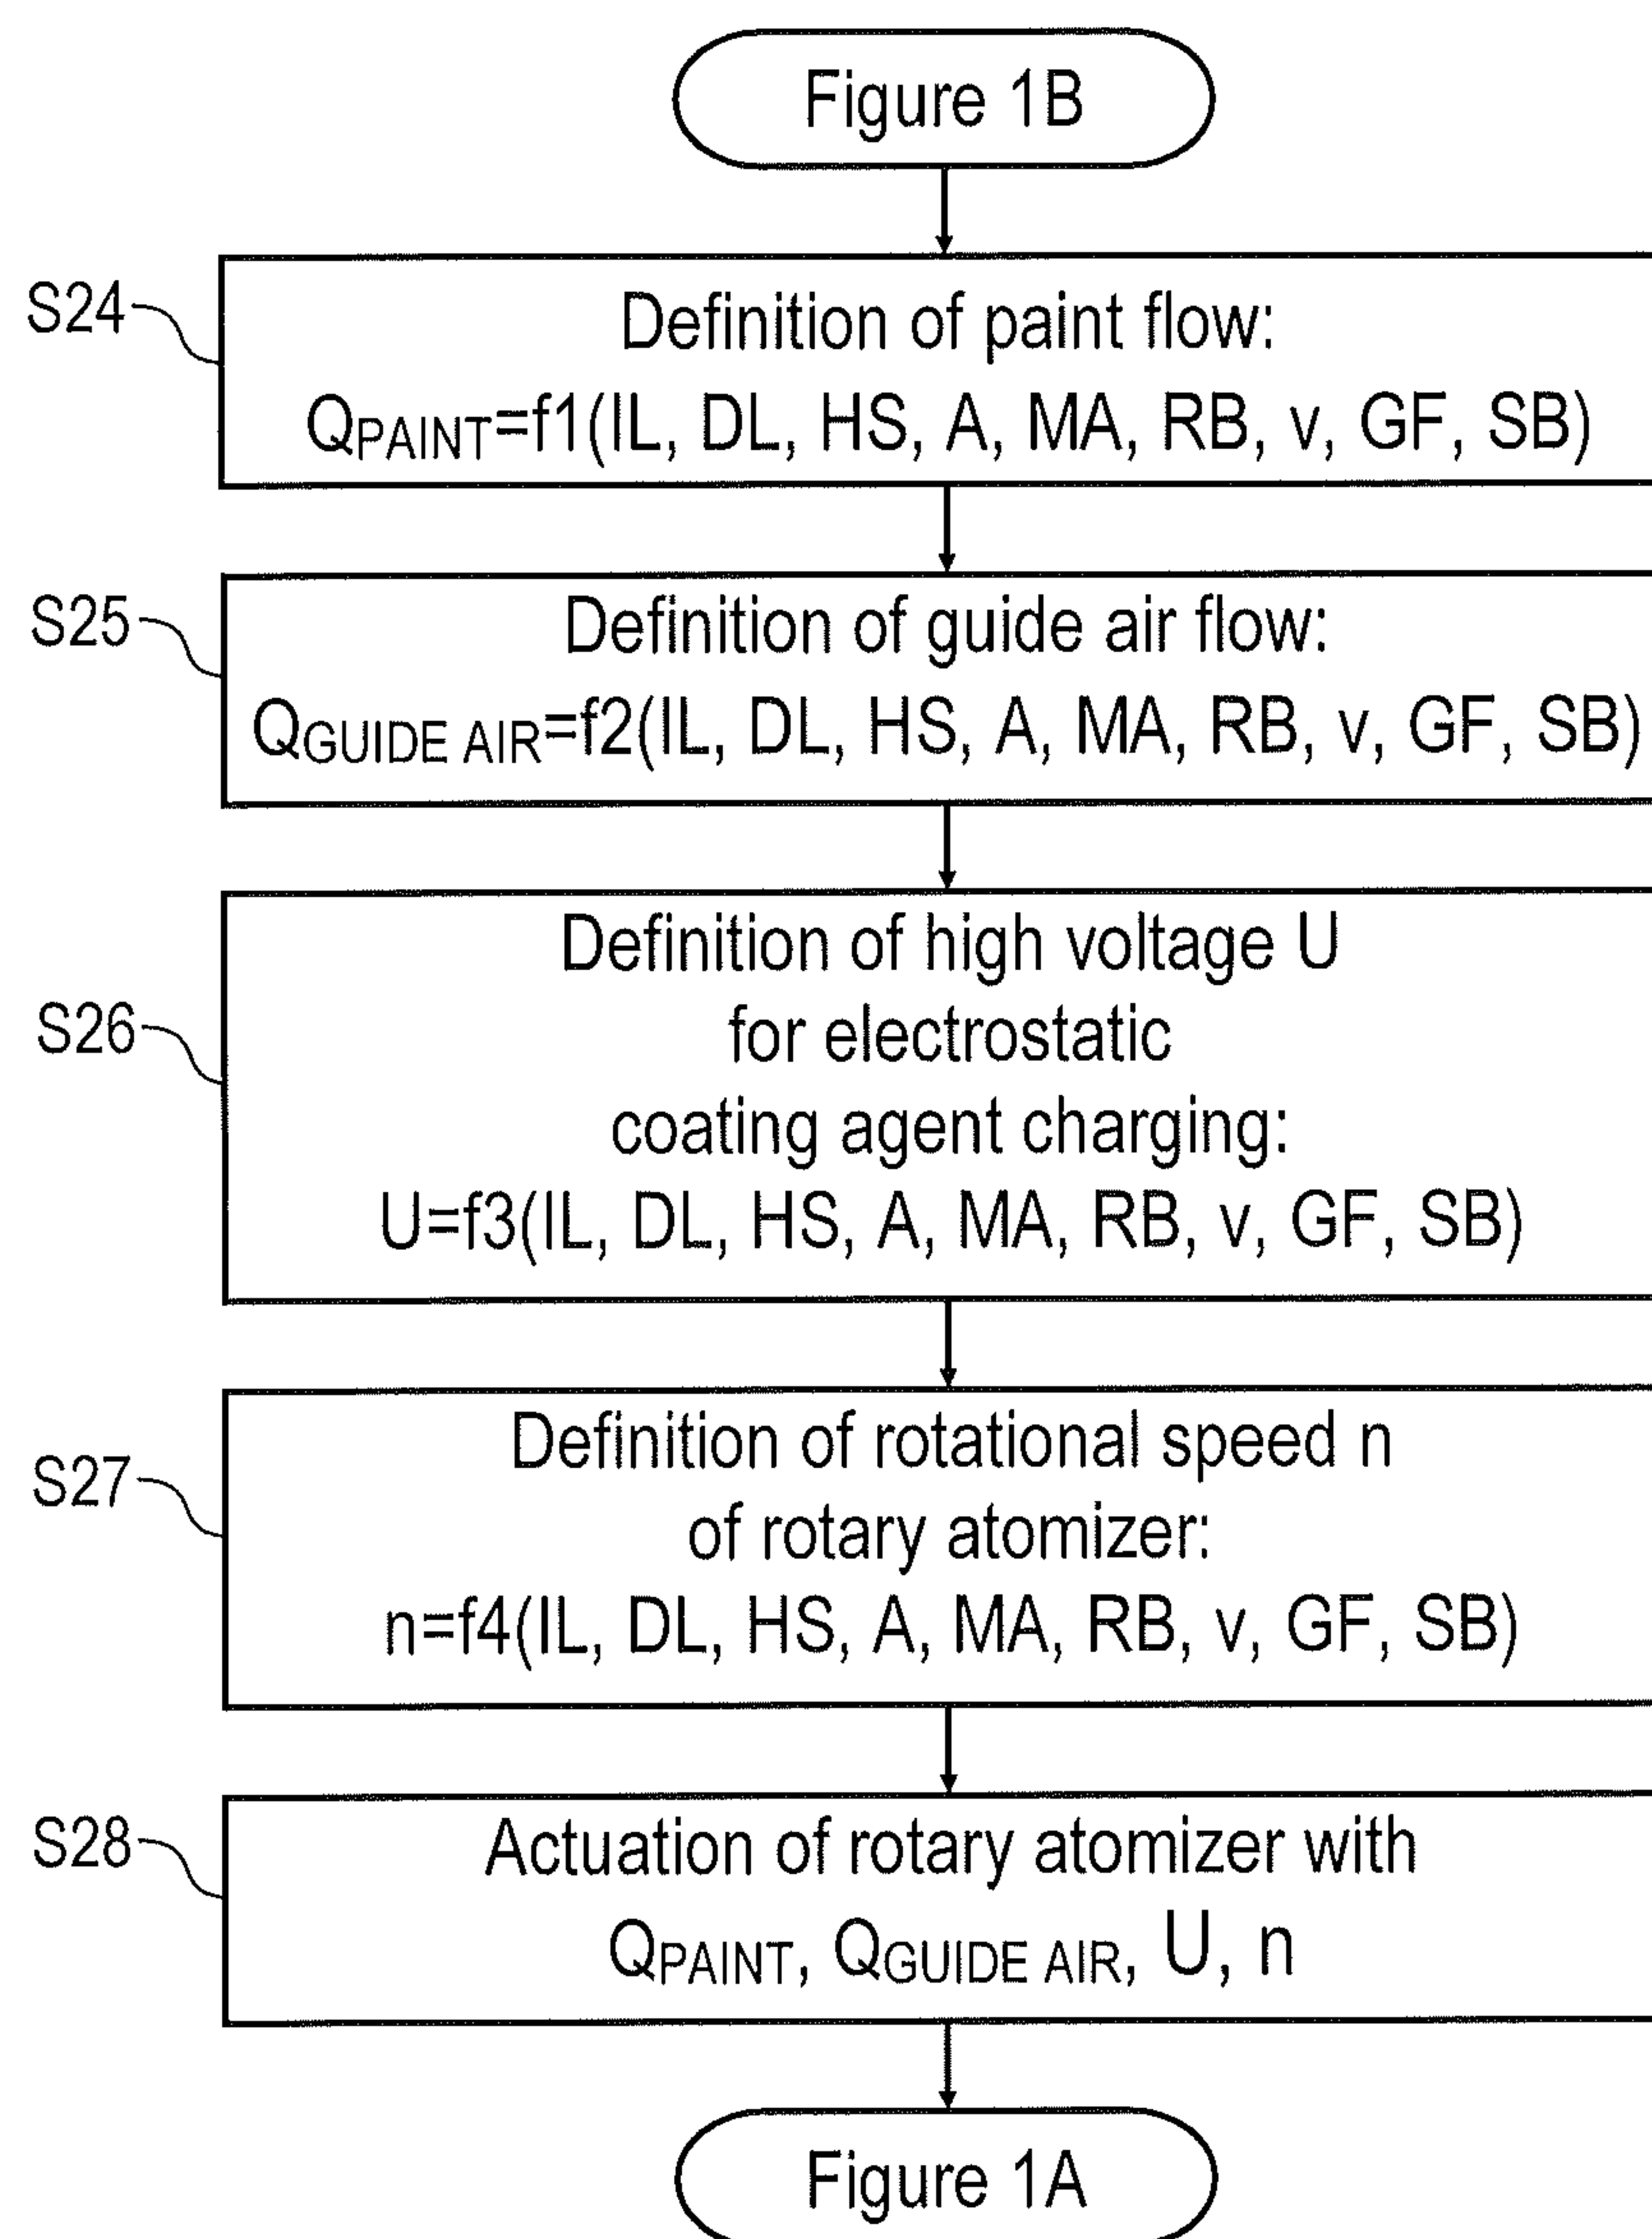 Figure 1B
S24
Definition of paint flow:
QPAINT=f1(IL, DL, HS, A, MA, RB, v, GF, SB)
S25
Definition of guide air flow:
QGUIDE AIR=f2(IL, DL, HS, A, MA, RB, v, GF, SB)
S26
Definition of high voltage U
for electrostatic
coating agent charging:
U=f3(IL, DL, HS, A, MA, RB, v, GF, SB)
S27
Definition of rotational speed n
of rotary atomizer:
n=f4(IL, DL, HS, A, MA, RB, v, GF, SB)
S28
Actuation of rotary atomizer with
QPAINT, QGUIDE AIR, U, n
Figure 1A